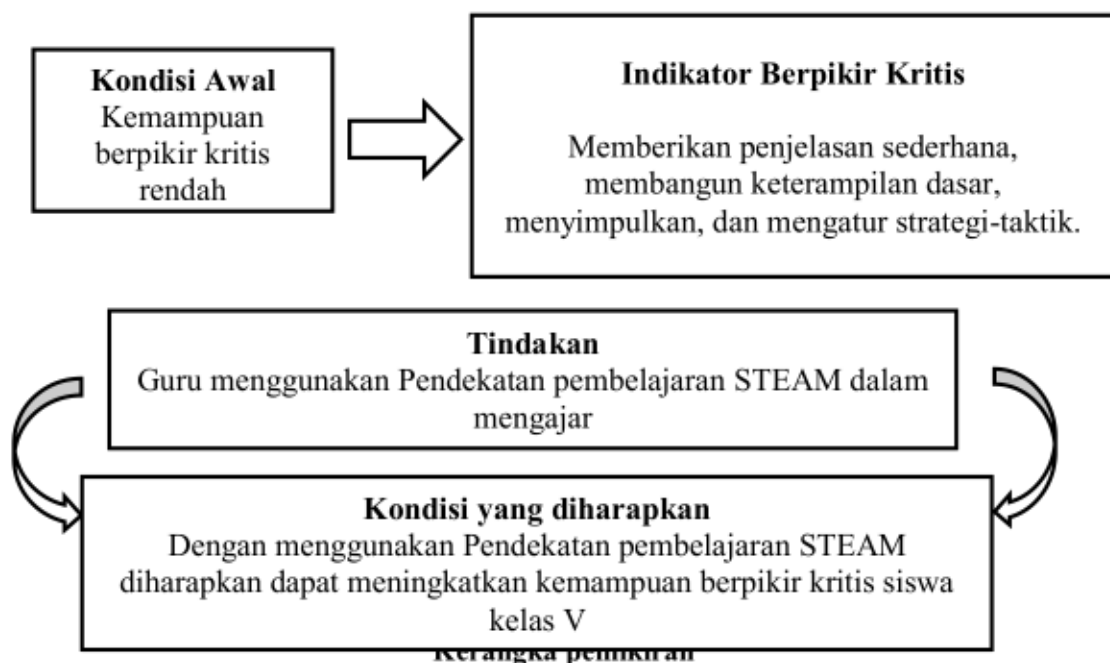 Kondisi Awal
Kemampuan
berpikir kritis
rendah
Indikator Berpikir Kritis
Memberikan penjelasan sederhana,
membangun keterampilan dasar,
menyimpulkan, dan mengatur strategi-taktik.
Tindakan
Guru menggunakan Pendekatan pembelajaran STEAM dalam
mengajar
Kondisi yang diharapkan
Dengan menggunakan Pendekatan pembelajaran STEAM
diharapkan dapat meningkatkan kemampuan berpikir kritis siswa
kelas V
Kerangka pemikiran